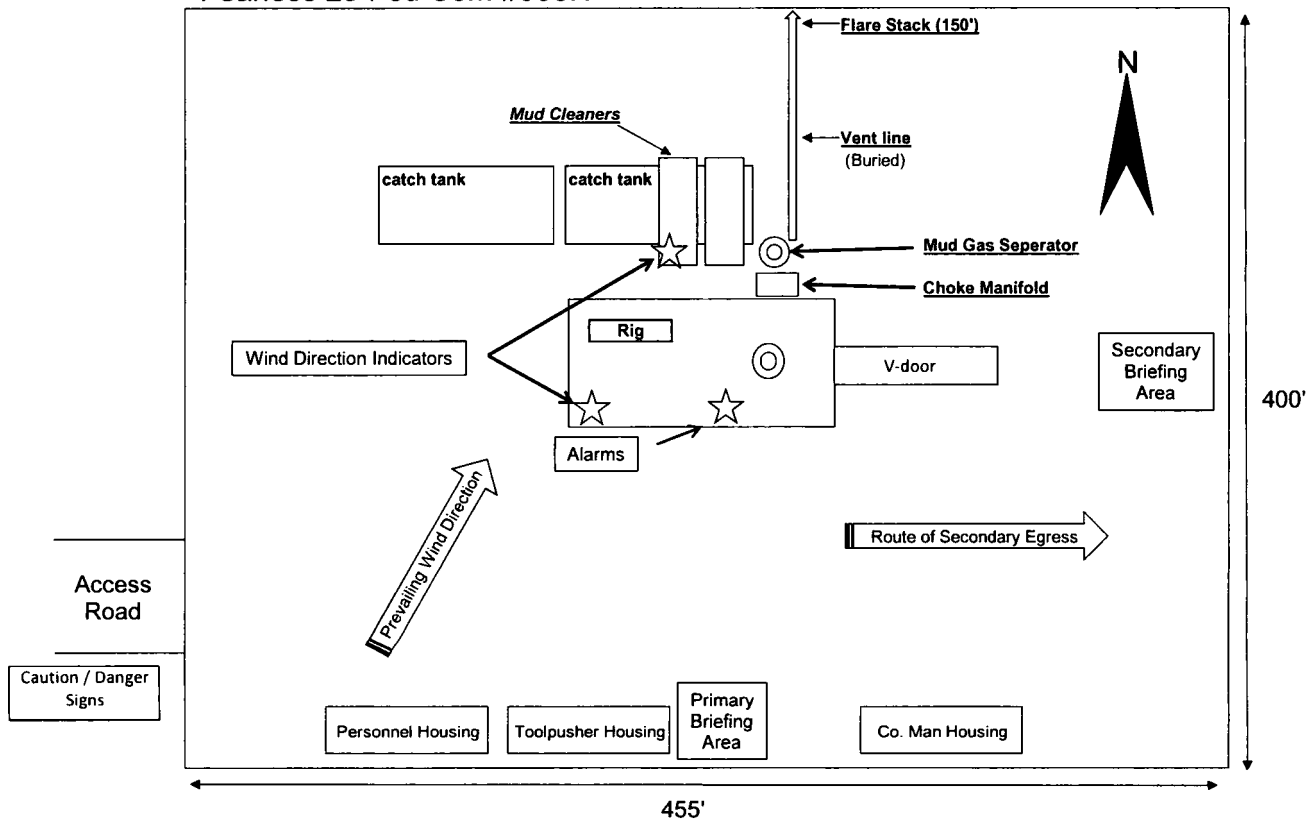 Flare Stack (150')
N
Mud Cleaners
Vent line
(Buried)
catch tank
catch tank
Mud Gas Seperator
Choke Manifold
Rig
Wind Direction Indicators
V-door
Secondary
Briefing
Area
400'
Alarms
Prevailing Wind Direction
Route of Secondary Egress
Access
Road
Caution / Danger
Signs
Personnel Housing
Toolpusher Housing
Primary
Briefing
Area
Co. Man Housing
455'